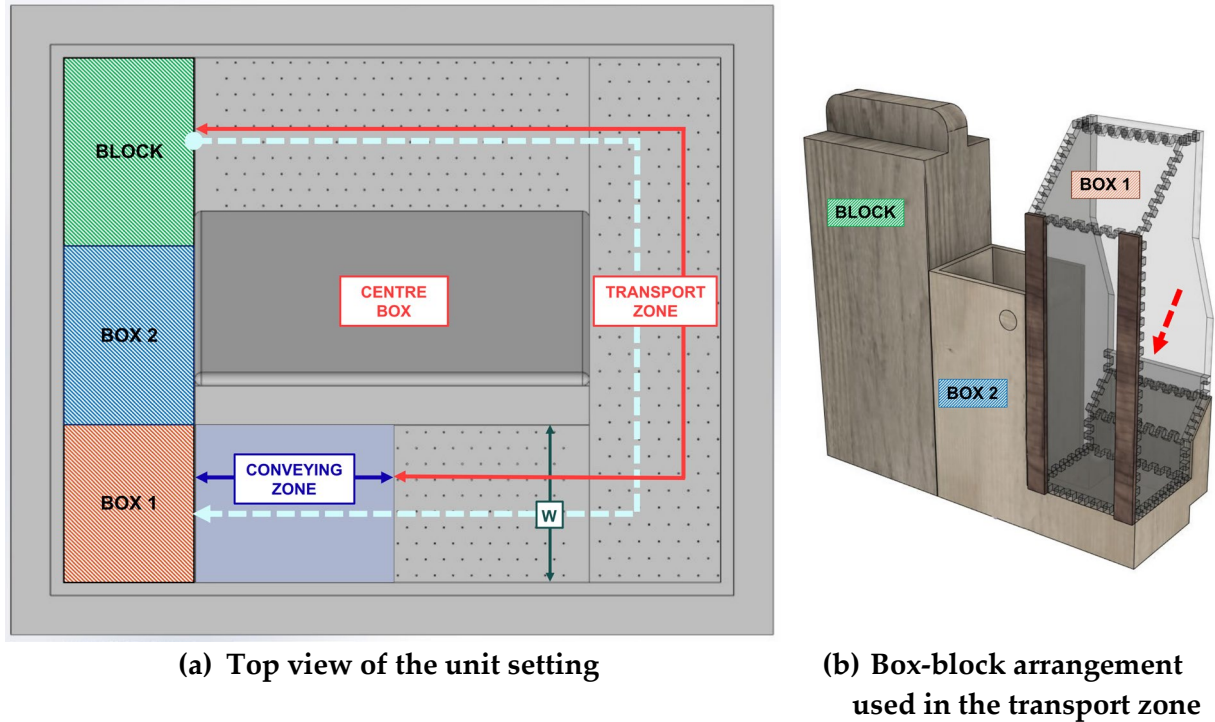 BLOCK
BOX 2
BOX 1
CENTRE
BOX
TRANSPORT
ZONE
CONVEYING
ZONE
W
BLOCK
BOX 1
BOX 2
(a) Top view of the unit setting
(b) Box-block arrangement
used in the transport zone